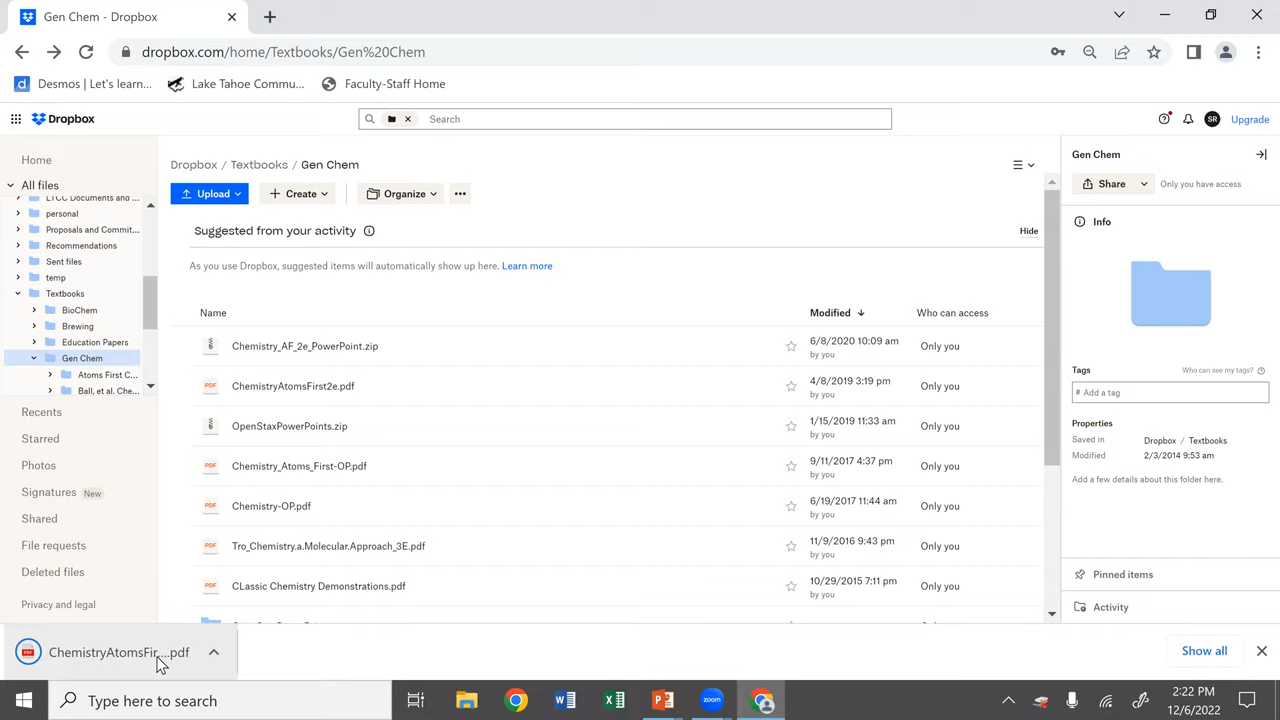 Gen Chem - Dropbox
dropbox.com/home/Textbooks/Gen%20Chem
Desmos | Let's learn...
Lake Tahoe Commu...
Faculty-Staff Home
Dropbox
Search
SR
Upgrade
Home
All files
LTCC Documents and ...
personal
Proposals and Commit...
Recommendations
Sent files
temp
Textbooks
BioChem
Brewing
Education Papers
Gen Chem
Atoms First C...
Ball, et al. Che...
Recents
Starred
Photos
Signatures New
Shared
File requests
Deleted files
Privacy and legal
Dropbox / Textbooks / Gen Chem
Upload
Create
Organize
Suggested from your activity
Hide
As you use Dropbox, suggested items will automatically show up here. Learn more
Name Modified Who can access
Chemistry_AF_2e_PowerPoint.zip 6/8/2020 10:09 am Only you
by you
PDF ChemistryAtomsFirst2e.pdf 4/8/2019 3:19 pm Only you
by you
OpenStaxPowerPoints.zip 1/15/2019 11:33 am Only you
by you
PDF Chemistry_Atoms_First-OP.pdf 9/11/2017 4:37 pm Only you
by you
PDF Chemistry-OP.pdf 6/19/2017 11:44 am Only you
by you
PDF Tro_Chemistry.a.Molecular.Approach_3E.pdf 11/9/2016 9:43 pm Only you
by you
PDF CLassic Chemistry Demonstrations.pdf 10/29/2015 7:11 pm Only you
by you
Gen Chem
Share
Only you have access
Info
Tags
Who can see my tags?
# Add a tag
Properties
Saved in Dropbox / Textbooks
Modified 2/3/2014 9:53 am
Add a few details about this folder here.
Pinned items
Activity
ChemistryAtomsFir....pdf
Show all
Type here to search
zoom
2:22 PM
12/6/2022